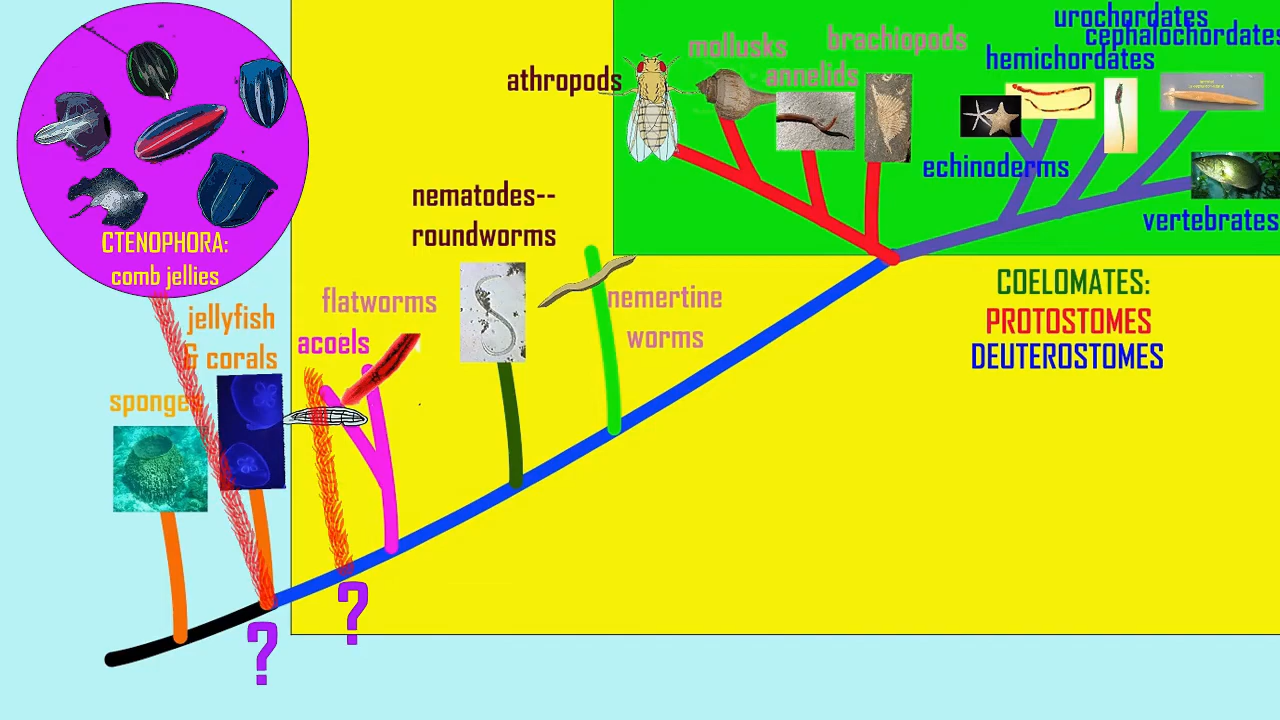 urochordates
cephalochordates
hemichordates
brachiopods
mollusks
annelids
athropods
echinoderms
vertebrates
nematodes--
roundworms
CTENOPHORA:
comb jellies
COELOMATES:
PROTOSTOMES
DEUTEROSTOMES
nemertine
worms
flatworms
acoels
jellyfish
& corals
sponges
?
?